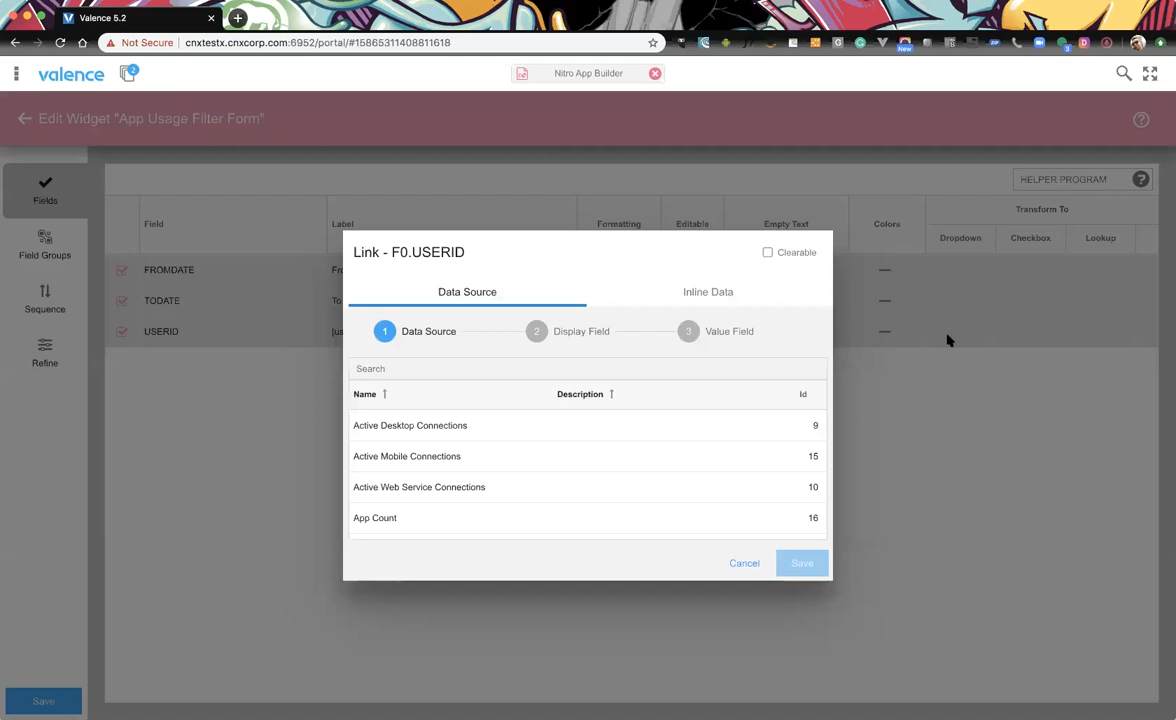 Valence 5.2
Not Secure cnxtestx.cnxcorp.com:6952/portal/#15865311408811618
New
3
valence 2 Nitro App Builder
Edit Widget "App Usage Filter Form"
Fields
Field Groups
Sequence
Refine
Save
HELPER PROGRAM ?
Field Label Formatting Editable Empty Text Colors Transform To
Dropdown Checkbox Lookup
FROMDATE
TODATE
USERID
Link - F0.USERID Clearable
Data Source Inline Data
1 Data Source 2 Display Field 3 Value Field
Search
Name Description Id
Active Desktop Connections 9
Active Mobile Connections 15
Active Web Service Connections 10
App Count 16
Cancel Save